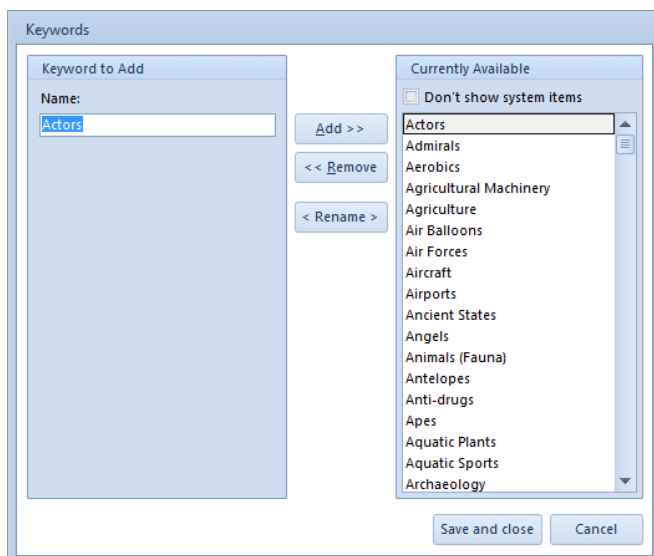 Keywords
Keyword to Add
Name:
Actors
Add >>
<< Remove
< Rename >
Currently Available
Don't show system items
Actors
Admirals
Aerobics
Agricultural Machinery
Agriculture
Air Balloons
Air Forces
Aircraft
Airports
Ancient States
Angels
Animals (Fauna)
Antelopes
Anti-drugs
Apes
Aquatic Plants
Aquatic Sports
Archaeology
Save and close
Cancel